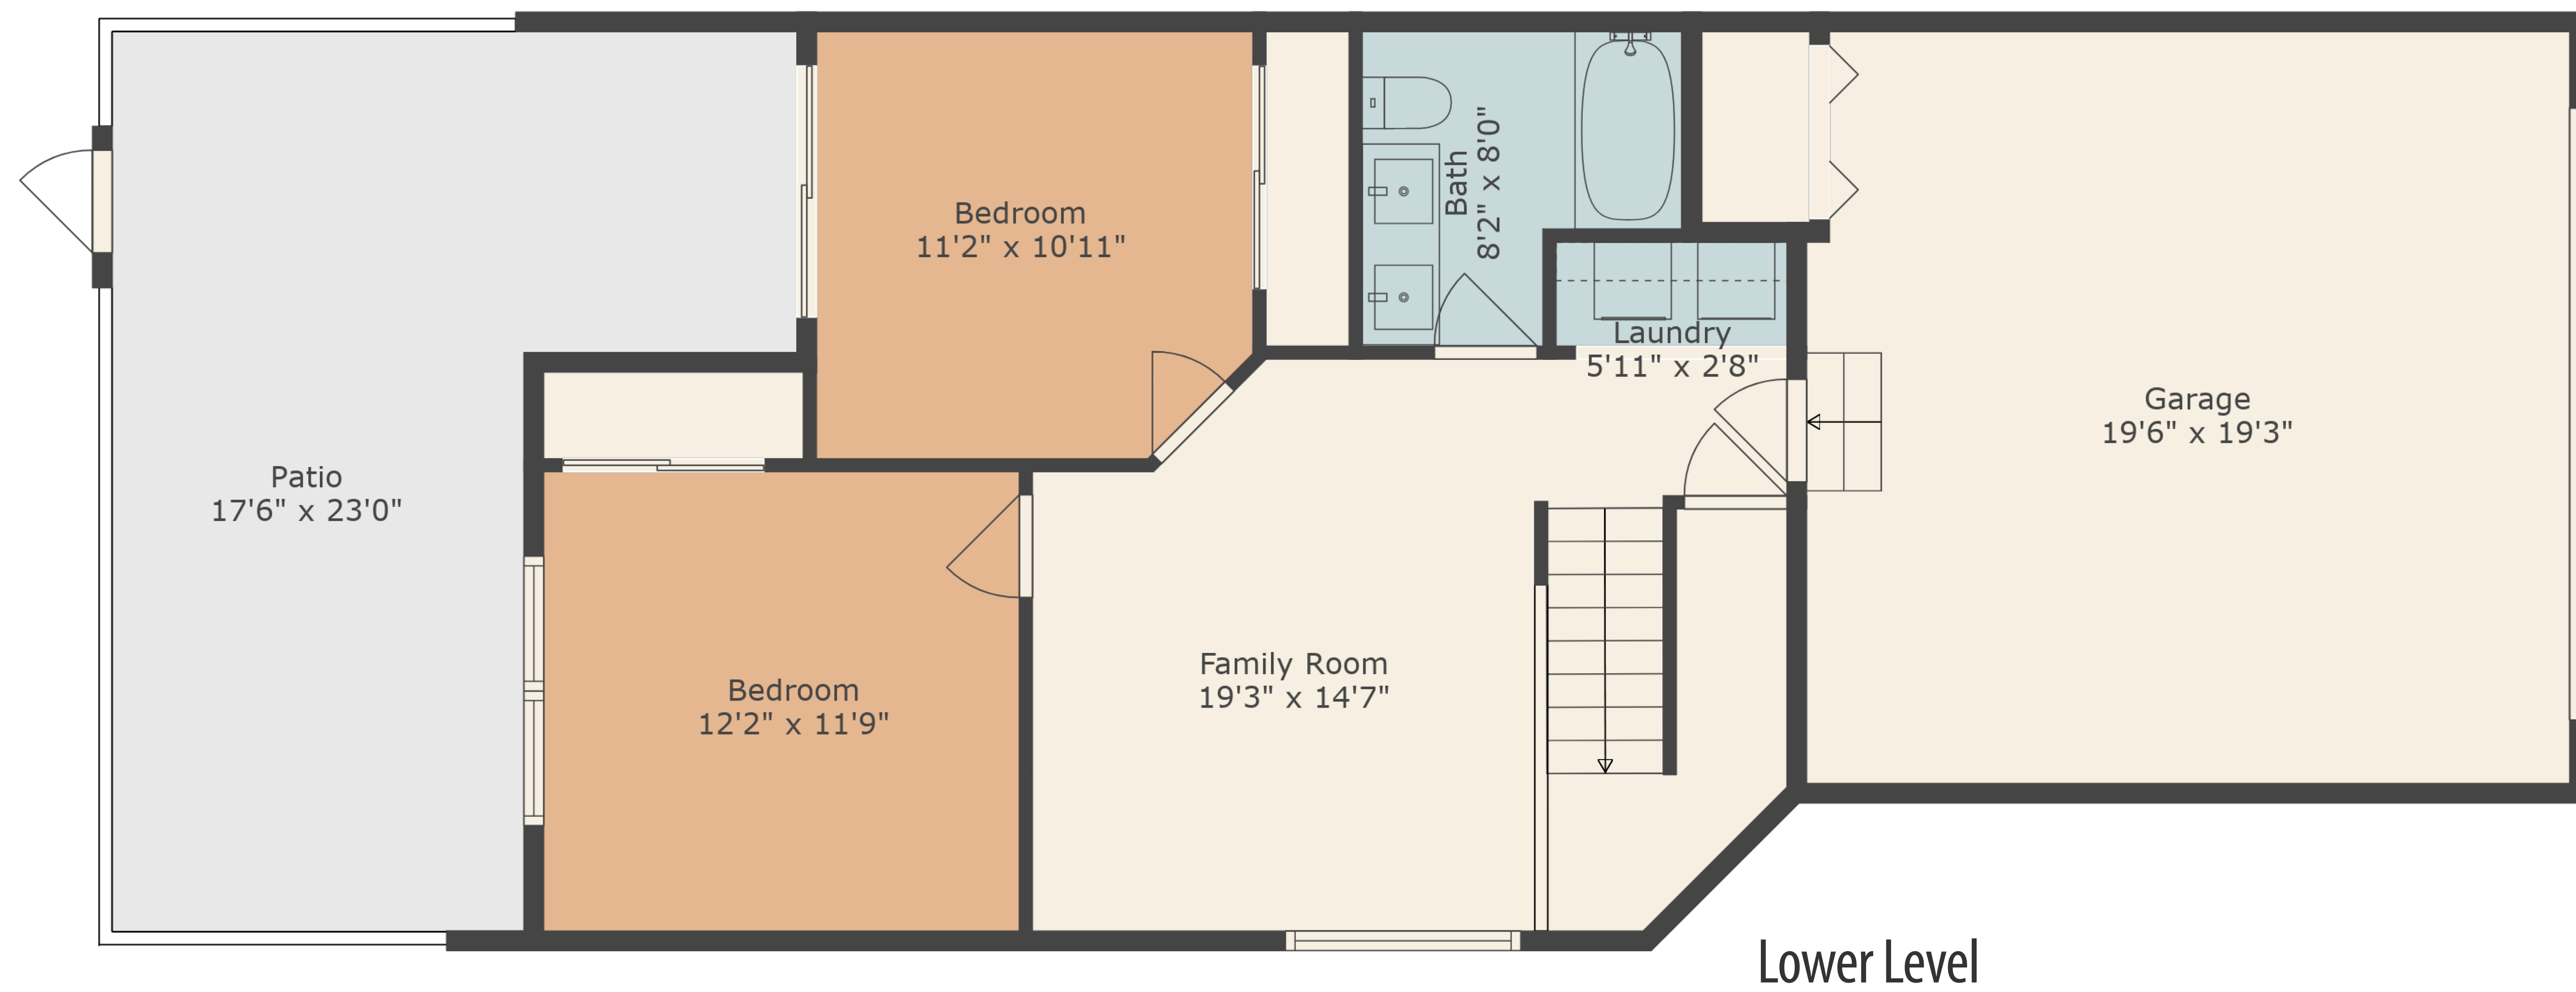 Bedroom
11'2" x 10'11"
Bath
8'2" x 8'0"
Laundry
5'11" x 2'8"
Garage
19'6" x 19'3"
Patio
17'6" x 23'0"
Bedroom
12'2" x 11'9"
Family Room
19'3" x 14'7"
Lower Level